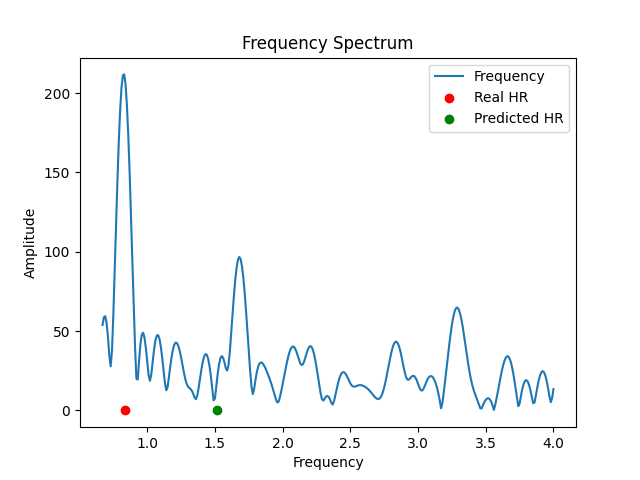 Frequency Spectrum
Frequency
Real HR
Predicted HR
Amplitude
200
150
100
50
0
1.0 1.5 2.0 2.5 3.0 3.5 4.0
Frequency